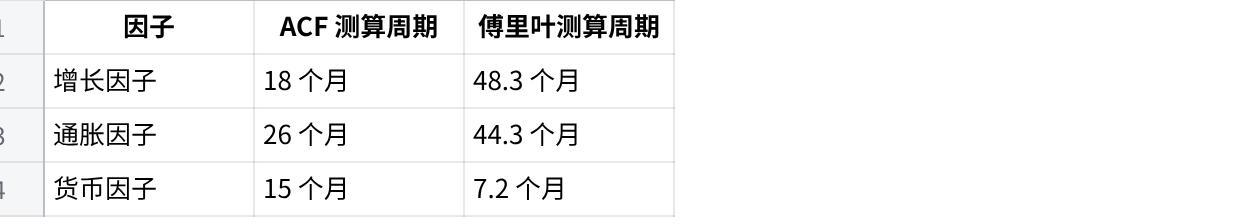 因子 ACF 测算周期 傅里叶测算周期
增长因子 18 个月 48.3 个月
通胀因子 26 个月 44.3 个月
货币因子 15 个月 7.2 个月